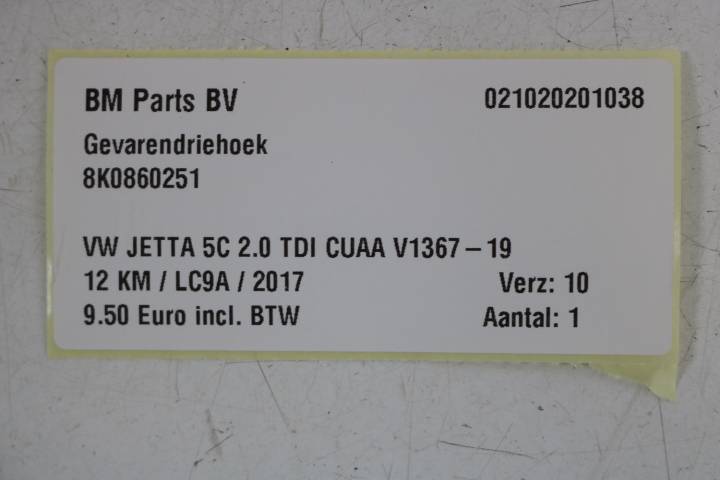 BM Parts BV 021020201038
Gevarendriehoek
8K0860251
VW JETTA 5C 2.0 TDI CUAA V1367-19
12 KM / LC9A / 2017 Verz: 10
9.50 Euro incl. BTW Aantal: 1